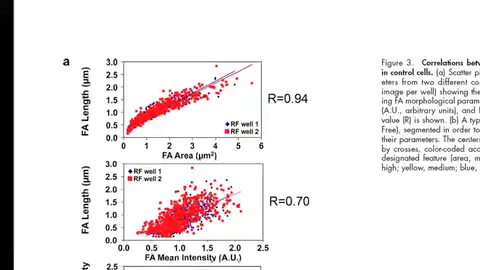 a
FA Length (µm)
3.0
2.5
2.0
1.5
1.0
0.5
0.0
RF well 1
RF well 2
0 1 2 3 4 5 6
FA Area (µm²)
R=0.94
FA Length (µm)
3.0
2.5
2.0
1.5
1.0
0.5
0.0
RF well 1
RF well 2
0.0 0.5 1.0 1.5 2.0 2.5
FA Mean Intensity (A.U.)
R=0.70
2.5
Figure 3. Correlations
in control cells. (a) Scatter
eters from two different
image per well) showing the
ing FA morphological
(A.U., arbitrary units), and
value (R) is shown. (b) A
Free), segmented in order to
their parameters. The
by crosses, color-coded
designated feature (area,
high; yellow, medium; blue,